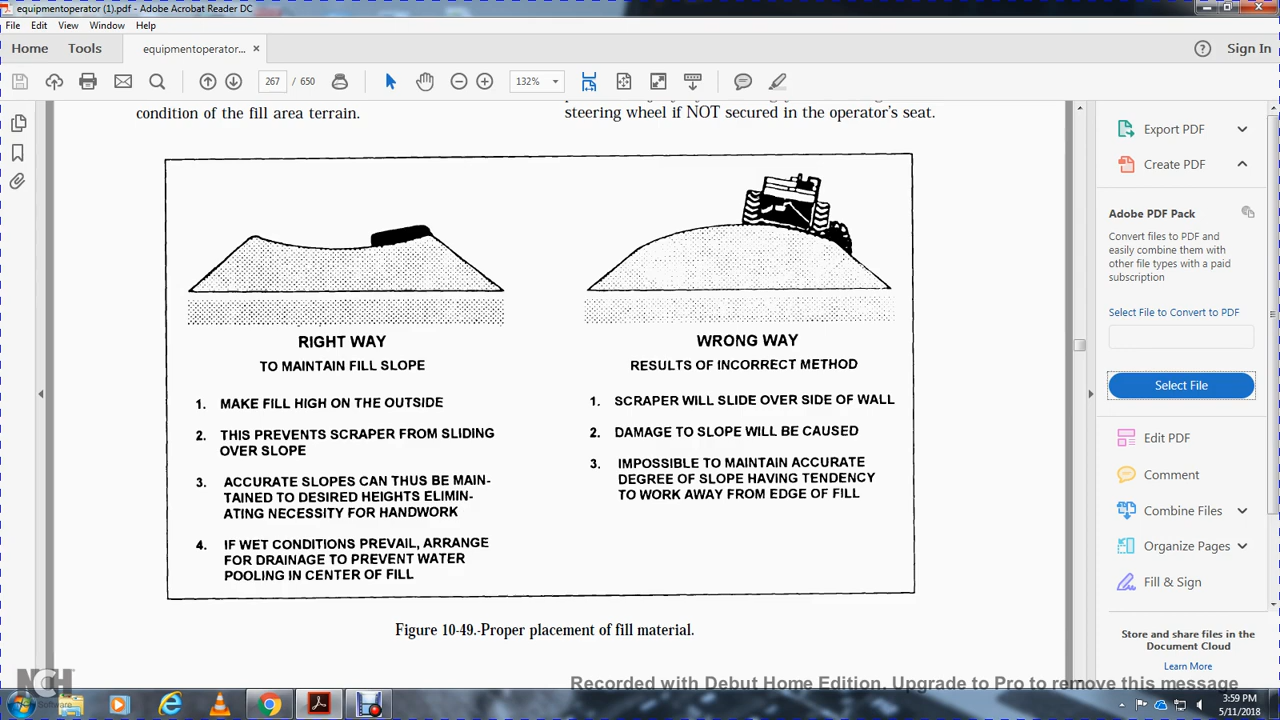 equipmentoperator (1).pdf - Adobe Acrobat Reader DC
File Edit View Window Help
Home Tools equipmentoperator... × Sign In
267 / 650 132%
condition of the fill area terrain.
steering wheel if NOT secured in the operator's seat.
RIGHT WAY
TO MAINTAIN FILL SLOPE
1. MAKE FILL HIGH ON THE OUTSIDE
2. THIS PREVENTS SCRAPER FROM SLIDING
OVER SLOPE
3. ACCURATE SLOPES CAN THUS BE MAIN-
TAINED TO DESIRED HEIGHTS ELIMIN-
ATING NECESSITY FOR HANDWORK
4. IF WET CONDITIONS PREVAIL, ARRANGE
FOR DRAINAGE TO PREVENT WATER
POOLING IN CENTER OF FILL
WRONG WAY
RESULTS OF INCORRECT METHOD
1. SCRAPER WILL SLIDE OVER SIDE OF WALL
2. DAMAGE TO SLOPE WILL BE CAUSED
3. IMPOSSIBLE TO MAINTAIN ACCURATE
DEGREE OF SLOPE HAVING TENDENCY
TO WORK AWAY FROM EDGE OF FILL
Figure 10-49.-Proper placement of fill material.
Export PDF
Create PDF
Adobe PDF Pack
Convert files to PDF and
easily combine them with
other file types with a paid
subscription
Select File to Convert to PDF
Select File
Edit PDF
Comment
Combine Files
Organize Pages
Fill & Sign
Store and share files in the
Document Cloud
Learn More
NCH
Software
Recorded with Debut Home Edition. Upgrade to Pro to remove this message
3:59 PM
5/11/2018